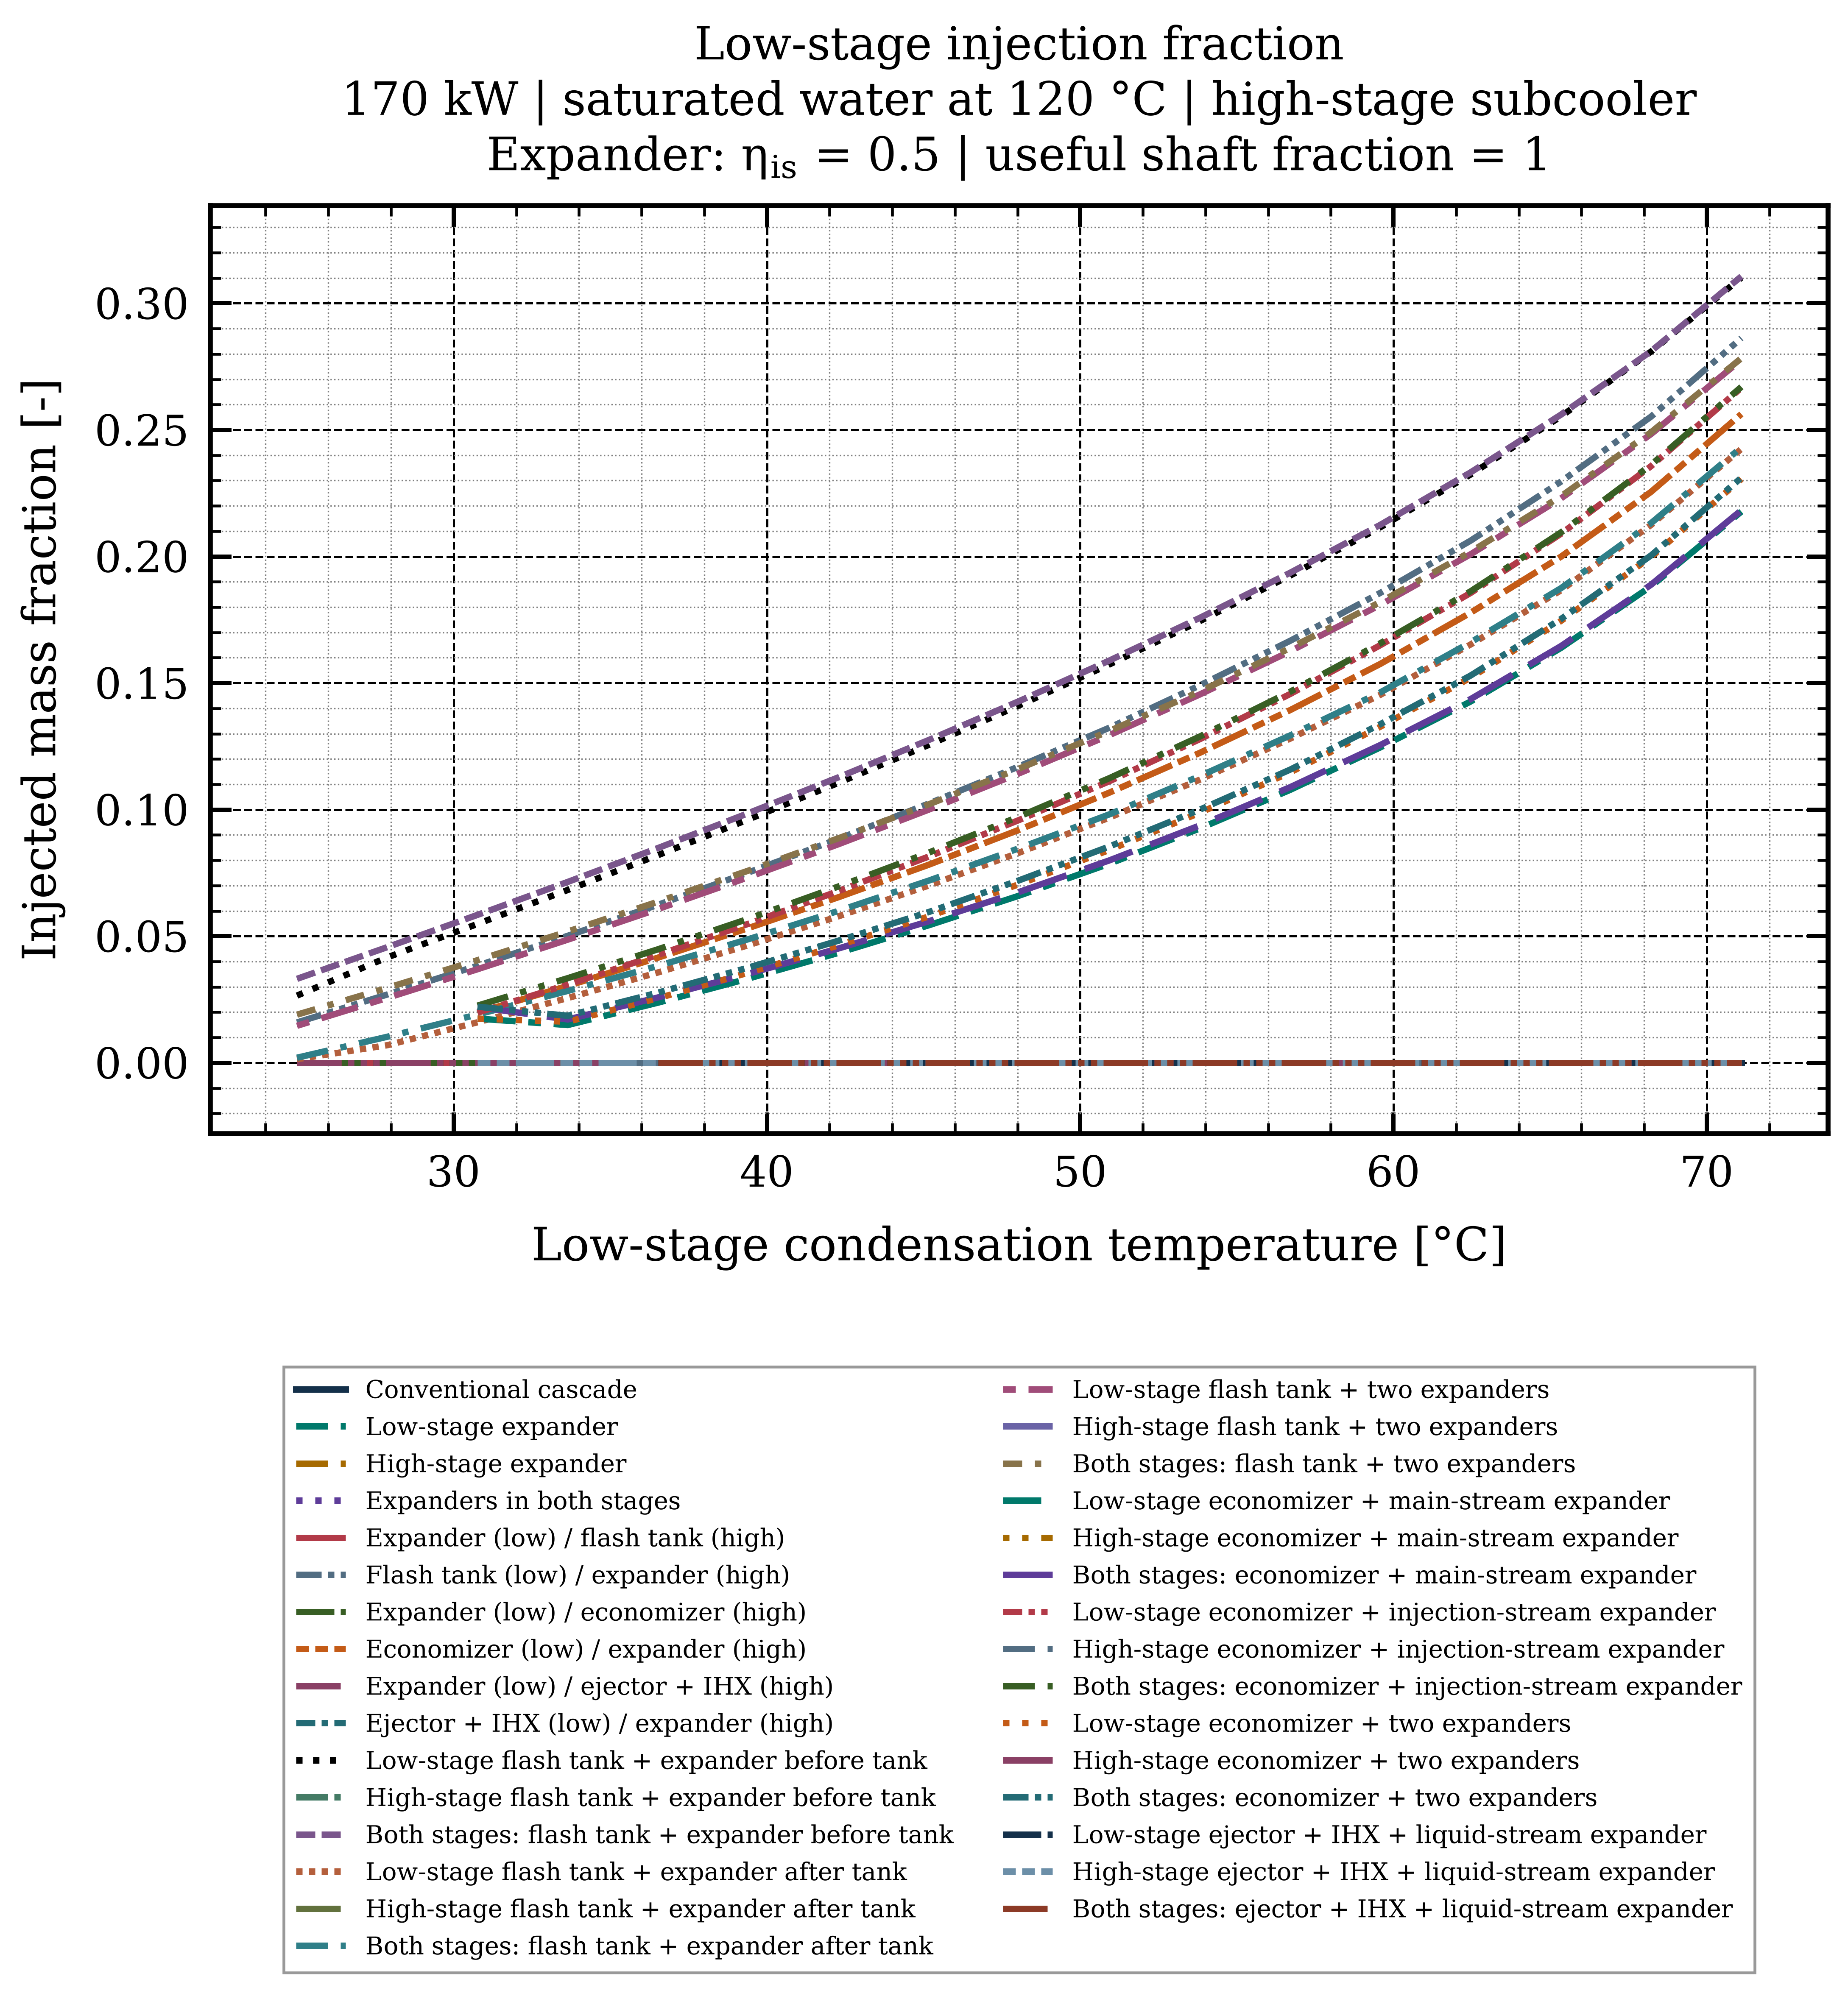 Low-stage injection fraction
170 kW | saturated water at 120 °C | high-stage subcooler
Expander: ηis = 0.5 | useful shaft fraction = 1
Injected mass fraction [-]
0.30
0.25
0.20
0.15
0.10
0.05
0.00
30 40 50 60 70
Low-stage condensation temperature [°C]
Conventional cascade
Low-stage expander
High-stage expander
Expanders in both stages
Expander (low) / flash tank (high)
Flash tank (low) / expander (high)
Expander (low) / economizer (high)
Economizer (low) / expander (high)
Expander (low) / ejector + IHX (high)
Ejector + IHX (low) / expander (high)
Low-stage flash tank + expander before tank
High-stage flash tank + expander before tank
Both stages: flash tank + expander before tank
Low-stage flash tank + expander after tank
High-stage flash tank + expander after tank
Both stages: flash tank + expander after tank
Low-stage flash tank + two expanders
High-stage flash tank + two expanders
Both stages: flash tank + two expanders
Low-stage economizer + main-stream expander
High-stage economizer + main-stream expander
Both stages: economizer + main-stream expander
Low-stage economizer + injection-stream expander
High-stage economizer + injection-stream expander
Both stages: economizer + injection-stream expander
Low-stage economizer + two expanders
High-stage economizer + two expanders
Both stages: economizer + two expanders
Low-stage ejector + IHX + liquid-stream expander
High-stage ejector + IHX + liquid-stream expander
Both stages: ejector + IHX + liquid-stream expander